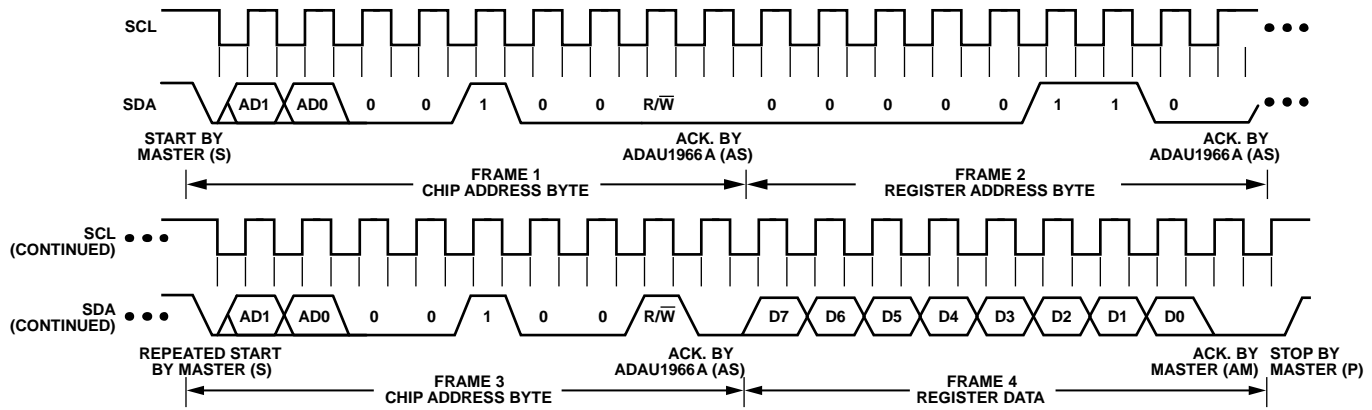 SCL
SDA AD1 AD0 0 0 1 0 0 R/W 0 0 0 0 0 1 1 0
START BY
MASTER (S)
ACK. BY
ADAU1966A (AS)
ACK. BY
ADAU1966A (AS)
FRAME 1
CHIP ADDRESS BYTE
FRAME 2
REGISTER ADDRESS BYTE
SCL
(CONTINUED)
SDA
(CONTINUED)
AD1 AD0 0 0 1 0 0 R/W D7 D6 D5 D4 D3 D2 D1 D0
REPEATED START
BY MASTER (S)
ACK. BY
ADAU1966A (AS)
ACK. BY
MASTER (AM)
STOP BY
MASTER (P)
FRAME 3
CHIP ADDRESS BYTE
FRAME 4
REGISTER DATA